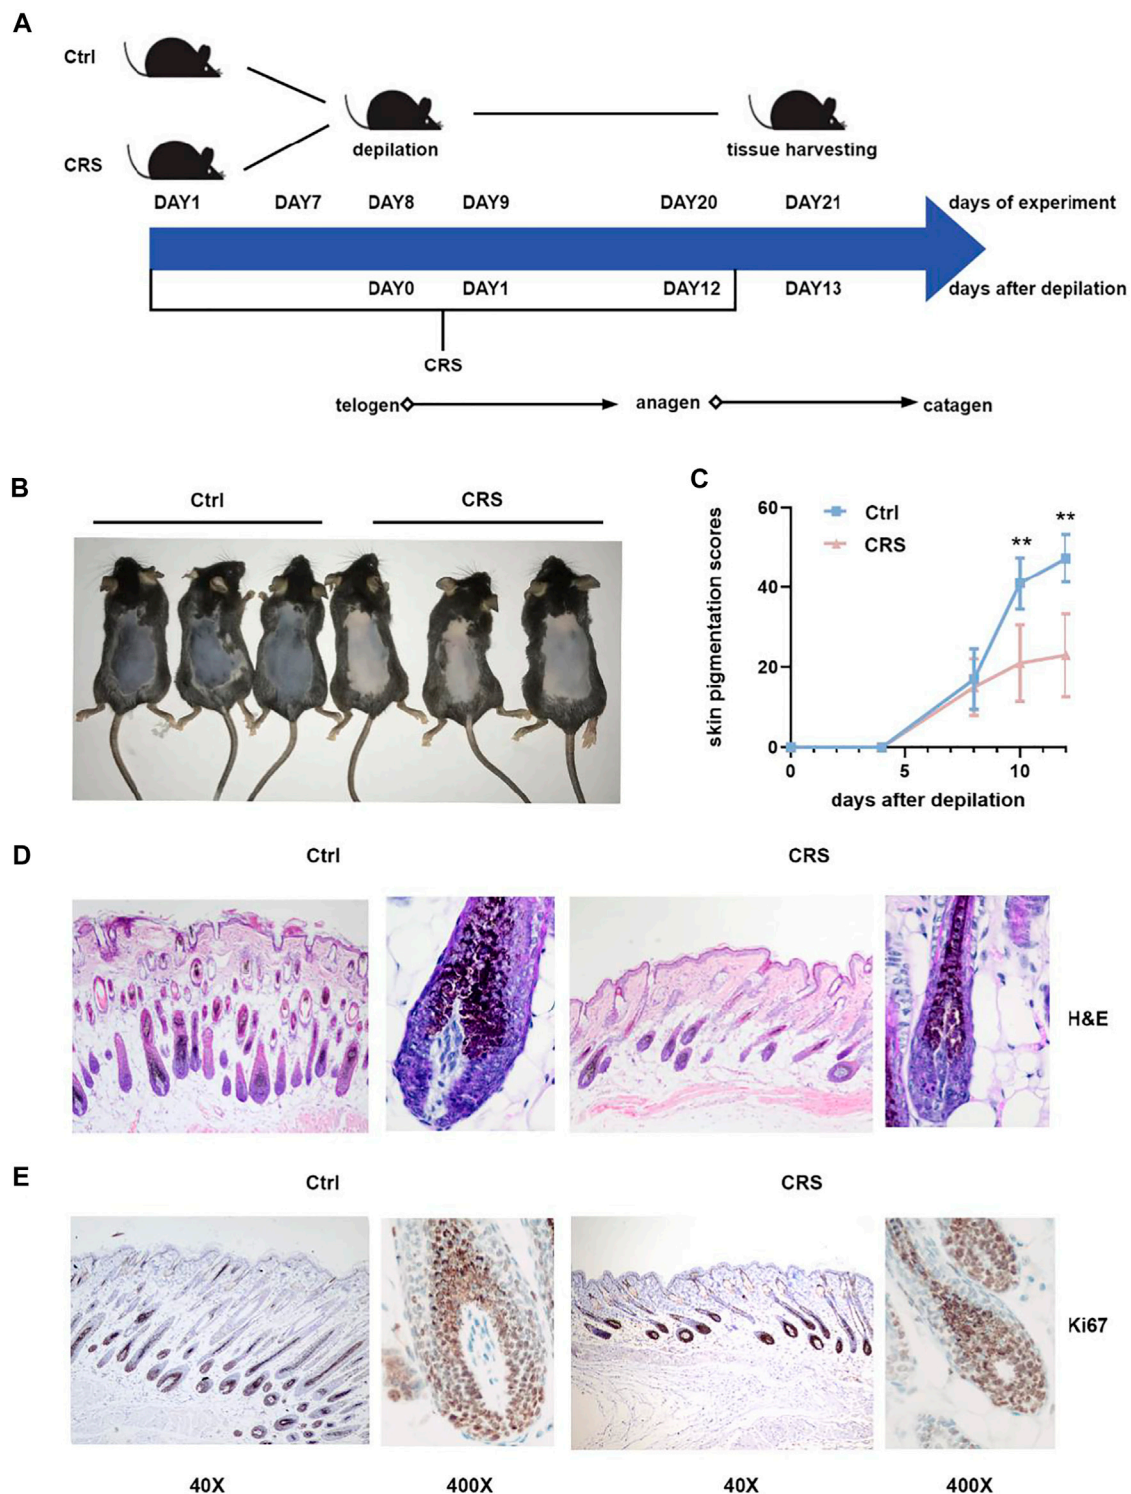 A
Ctrl
CRS
depilation
tissue harvesting
DAY1 DAY7 DAY8 DAY9 DAY20 DAY21 days of experiment
DAY0 DAY1 DAY12 DAY13 days after depilation
CRS
telogen anagen catagen
B
Ctrl CRS
C
60
40
20
0
skin pigmentation scores
Ctrl
CRS
**
**
0 5 10
days after depilation
D
Ctrl CRS
H&E
E
Ctrl CRS
Ki67
40X 400X 40X 400X